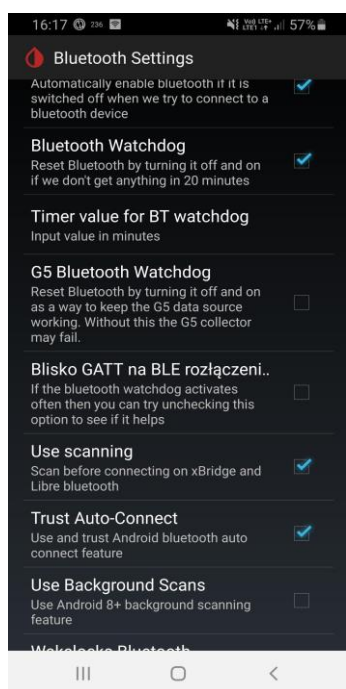 16:17 236 57%
Bluetooth Settings
Automatically enable bluetooth if it is
switched off when we try to connect to a
bluetooth device
Bluetooth Watchdog
Reset Bluetooth by turning it off and on
if we don't get anything in 20 minutes
Timer value for BT watchdog
Input value in minutes
G5 Bluetooth Watchdog
Reset Bluetooth by turning it off and on
as a way to keep the G5 data source
working. Without this the G5 collector
may fail.
Blisko GATT na BLE rozłączeni..
If the bluetooth watchdog activates
often then you can try unchecking this
option to see if it helps
Use scanning
Scan before connecting on xBridge and
Libre bluetooth
Trust Auto-Connect
Use and trust Android bluetooth auto
connect feature
Use Background Scans
Use Android 8+ background scanning
feature